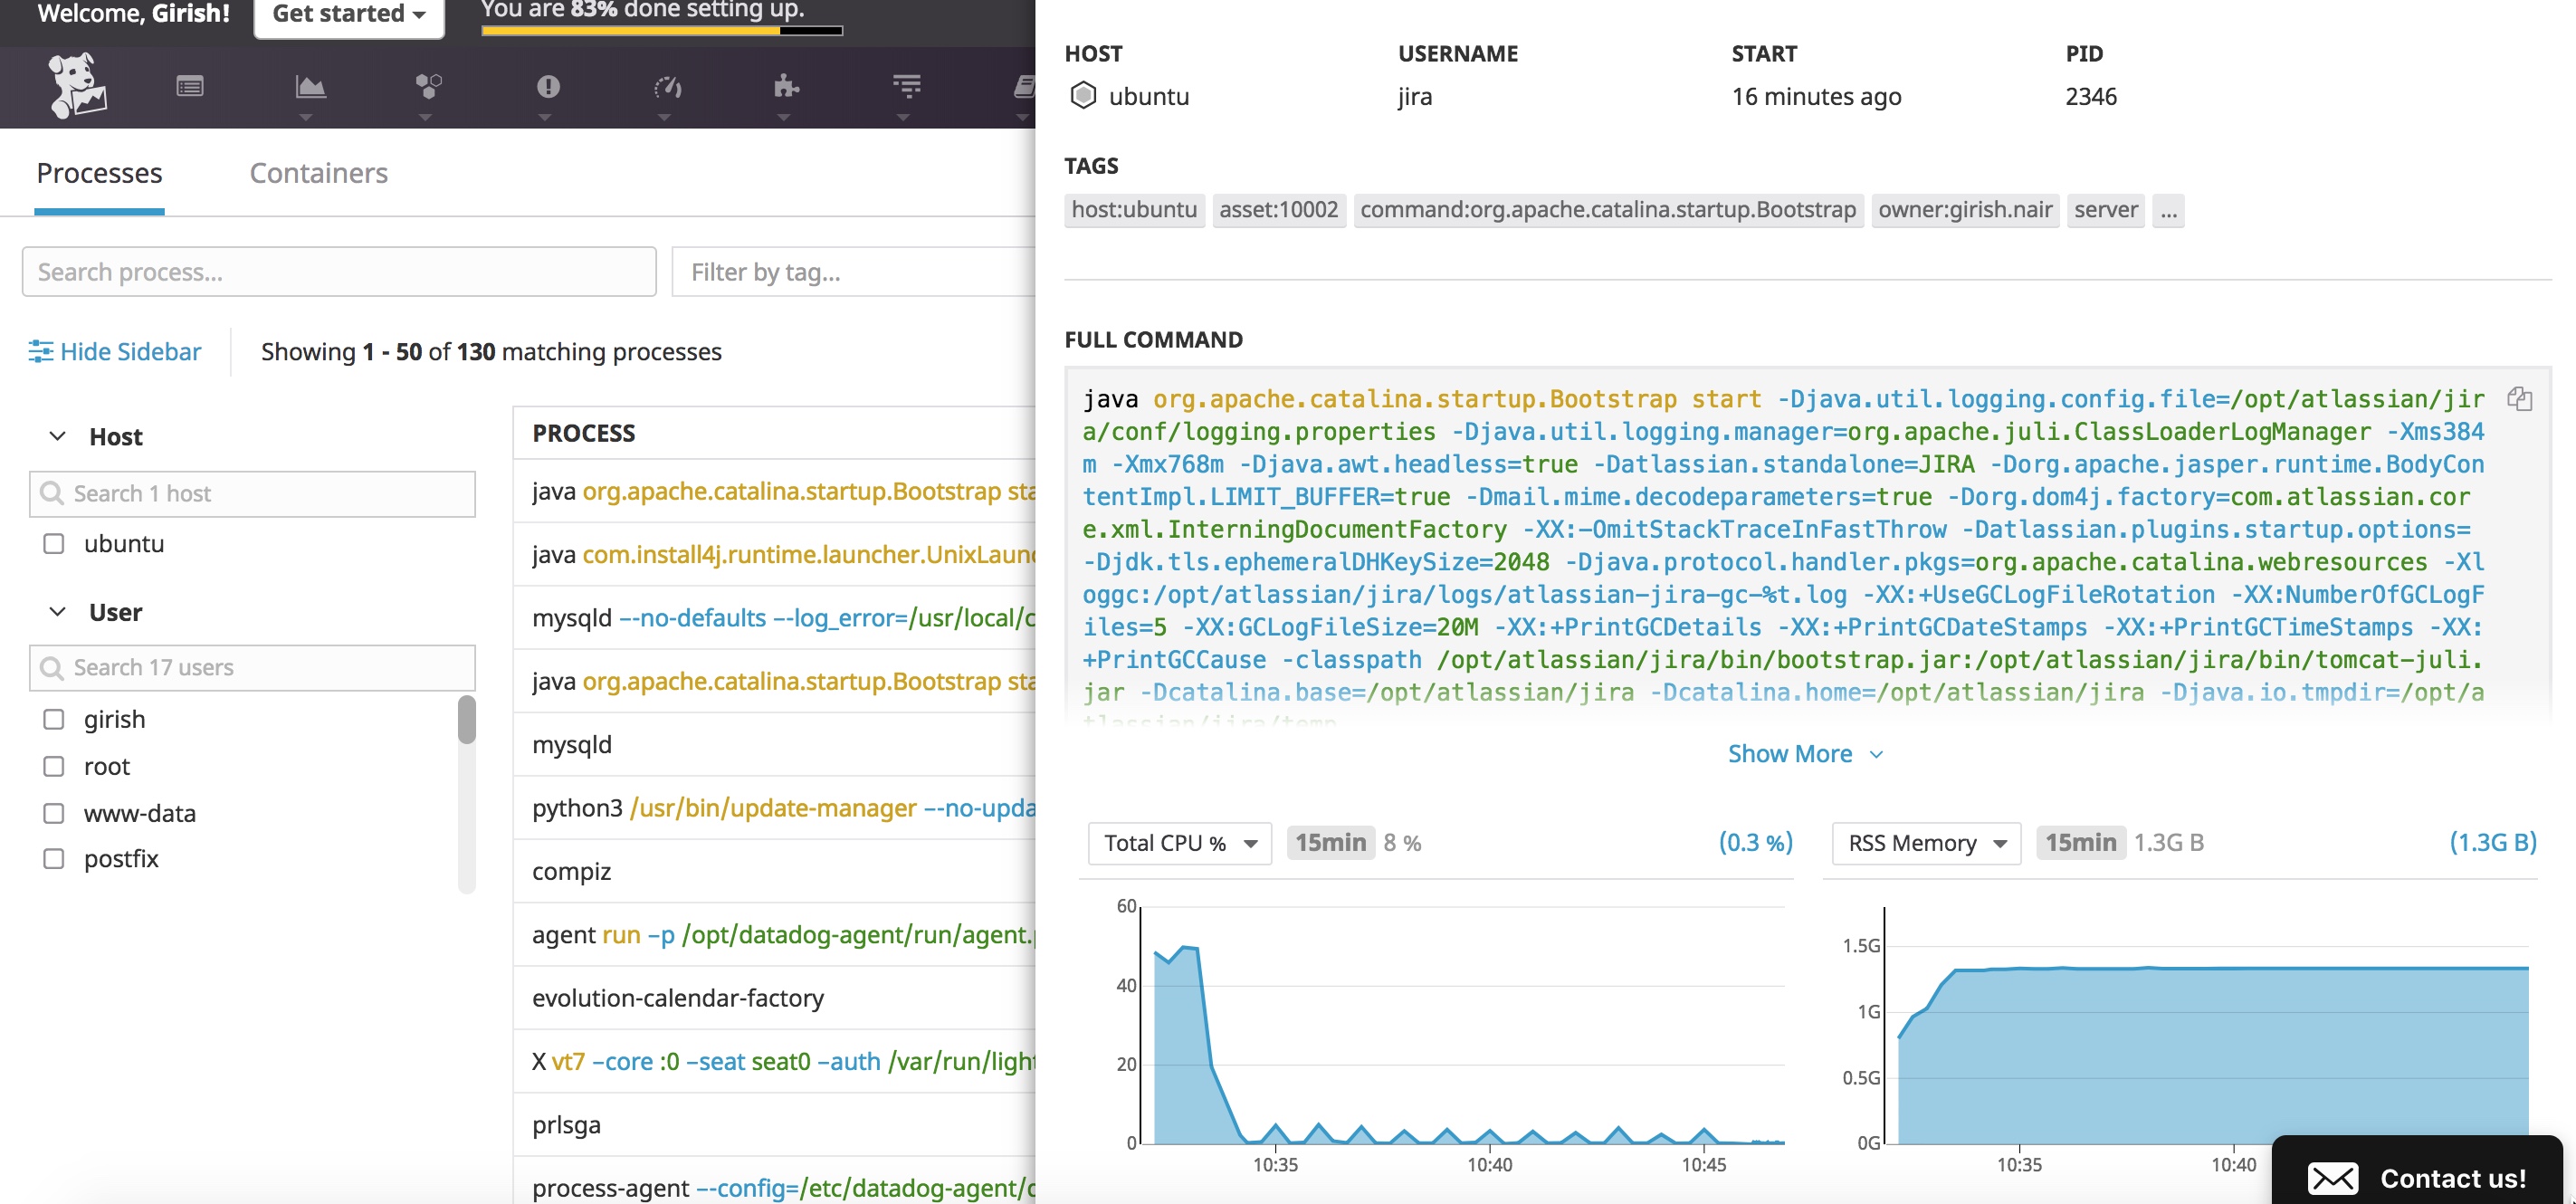 Welcome, Girish!
Get started
You are 83% done setting up.
Processes
Containers
Search process...
Filter by tag...
Hide Sidebar
Showing 1 - 50 of 130 matching processes
Host
Search 1 host
ubuntu
User
Search 17 users
girish
root
www-data
postfix
PROCESS
java org.apache.catalina.startup.Bootstrap sta
java com.install4j.runtime.launcher.UnixLaunc
mysqld --no-defaults --log_error=/usr/local/c
java org.apache.catalina.startup.Bootstrap sta
mysqld
python3 /usr/bin/update-manager --no-upda
compiz
agent run -p /opt/datadog-agent/run/agent.p
evolution-calendar-factory
X vt7 -core :0 -seat seat0 -auth /var/run/light
prlsga
process-agent --config=/etc/datadog-agent/c
HOST
ubuntu
USERNAME
jira
START
16 minutes ago
PID
2346
TAGS
host:ubuntu asset:10002 command:org.apache.catalina.startup.Bootstrap owner:girish.nair server ...
FULL COMMAND
java org.apache.catalina.startup.Bootstrap start -Djava.util.logging.config.file=/opt/atlassian/jir
a/conf/logging.properties -Djava.util.logging.manager=org.apache.juli.ClassLoaderLogManager -Xms384
m -Xmx768m -Djava.awt.headless=true -Datlassian.standalone=JIRA -Dorg.apache.jasper.runtime.BodyCon
tentImpl.LIMIT_BUFFER=true -Dmail.mime.decodeparameters=true -Dorg.dom4j.factory=com.atlassian.cor
e.xml.InterningDocumentFactory -XX:-OmitStackTraceInFastThrow -Datlassian.plugins.startup.options=
-Djdk.tls.ephemeralDHKeySize=2048 -Djava.protocol.handler.pkgs=org.apache.catalina.webresources -Xl
oggc:/opt/atlassian/jira/logs/atlassian-jira-gc-%t.log -XX:+UseGCLogFileRotation -XX:NumberOfGCLogF
iles=5 -XX:GCLogFileSize=20M -XX:+PrintGCDetails -XX:+PrintGCDateStamps -XX:+PrintGCTimeStamps -XX:
+PrintGCCause -classpath /opt/atlassian/jira/bin/bootstrap.jar:/opt/atlassian/jira/bin/tomcat-juli.
jar -Dcatalina.base=/opt/atlassian/jira -Dcatalina.home=/opt/atlassian/jira -Djava.io.tmpdir=/opt/a
tlassian/jira/temp
Show More
Total CPU % 15min 8 % (0.3 %)
60
40
20
0
10:35 10:40 10:45
RSS Memory 15min 1.3G B (1.3G B)
1.5G
1G
0.5G
0G
10:35 10:40
Contact us!